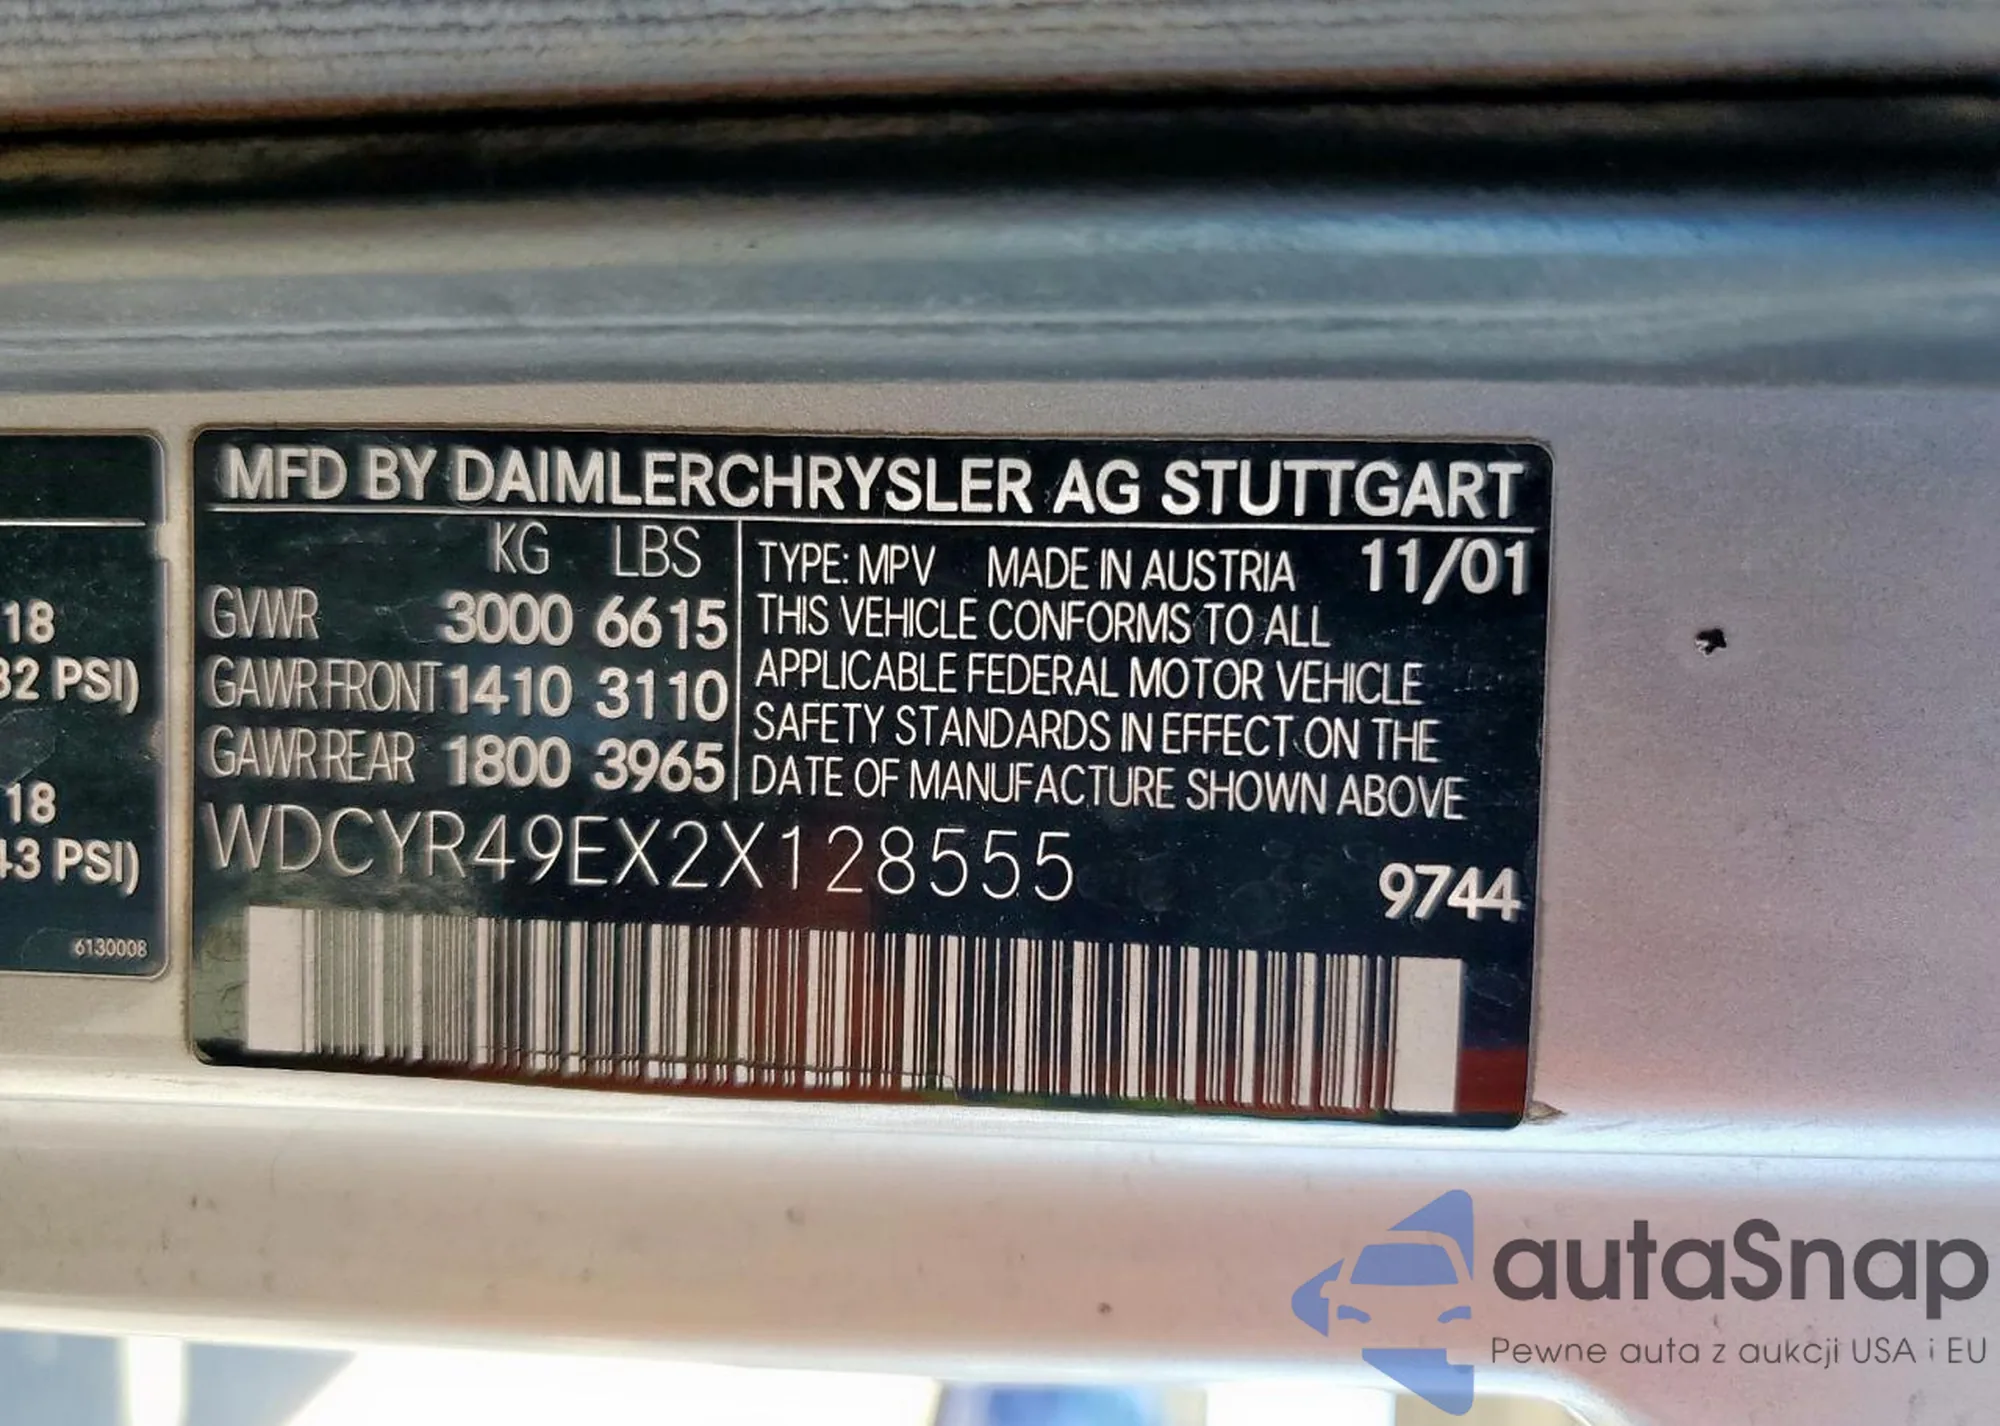 MFD BY DAIMLERCHRYSLER AG STUTTGART
KG LBS
GVWR 3000 6615
GAWR FRONT 1410 3110
GAWR REAR 1800 3965
TYPE: MPV MADE IN AUSTRIA 11/01
THIS VEHICLE CONFORMS TO ALL
APPLICABLE FEDERAL MOTOR VEHICLE
SAFETY STANDARDS IN EFFECT ON THE
DATE OF MANUFACTURE SHOWN ABOVE
WDCYR49EX2X128555
9744
18
32 PSI)
18
43 PSI)
6130008
autaSnap
Pewne auta z aukcji USA i EU